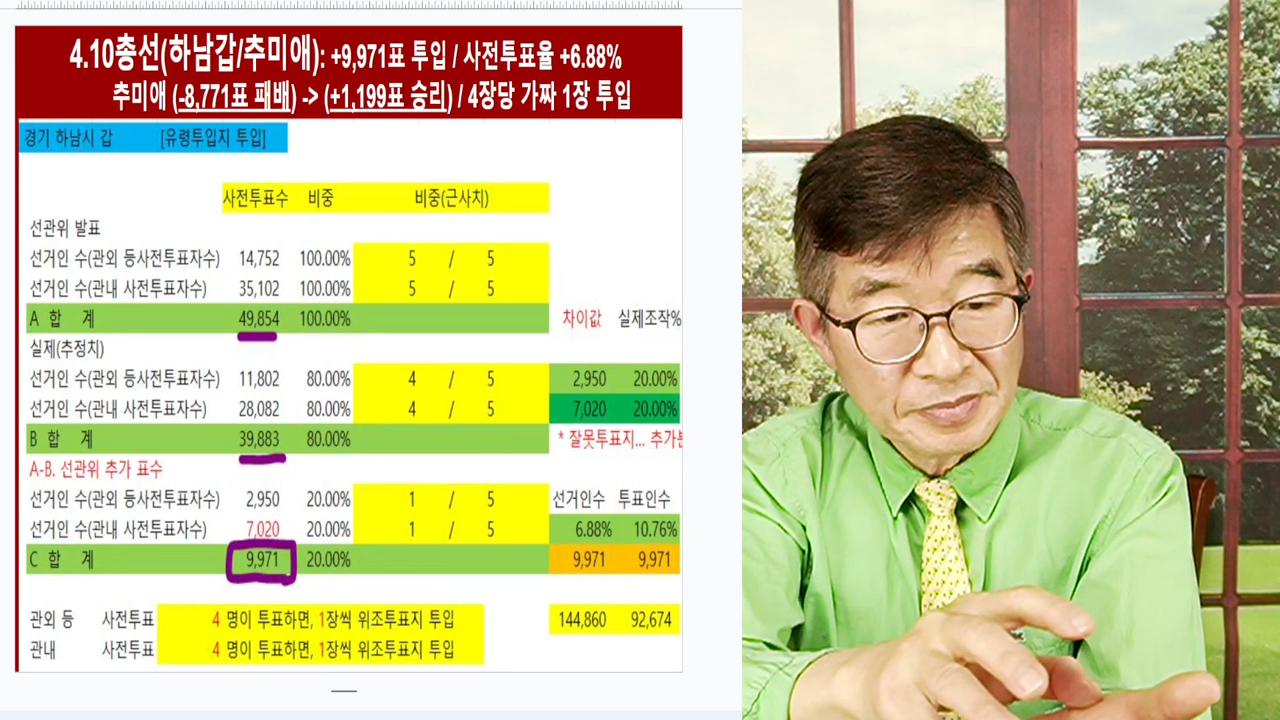 4.10총선(하남갑/추미애): +9,971표 투입 / 사전투표율 +6.88%
추미애 (-8,771표 패배) -> (+1,199표 승리) / 4장당 가짜 1장 투입
경기 하남시 갑 [유령투입지 투입]
사전투표수 비중 비중(근사치)
선관위 발표
선거인 수(관외 등사전투표자수) 14,752 100.00% 5 / 5
선거인 수(관내 사전투표자수) 35,102 100.00% 5 / 5
A 합 계 49,854 100.00% 차이값 실제조작%
실제(추정치)
선거인 수(관외 등사전투표자수) 11,802 80.00% 4 / 5 2,950 20.00%
선거인 수(관내 사전투표자수) 28,082 80.00% 4 / 5 7,020 20.00%
B 합 계 39,883 80.00% * 잘못투표지... 추가
A-B. 선관위 추가 표수
선거인 수(관외 등사전투표자수) 2,950 20.00% 1 / 5 선거인수 투표인수
선거인 수(관내 사전투표자수) 7,020 20.00% 1 / 5 6.88% 10.76%
C 합 계 9,971 20.00% 9,971 9,971
관외 등 사전투표 4 명이 투표하면, 1장씩 위조투표지 투입 144,860 92,674
관내 사전투표 4 명이 투표하면, 1장씩 위조투표지 투입